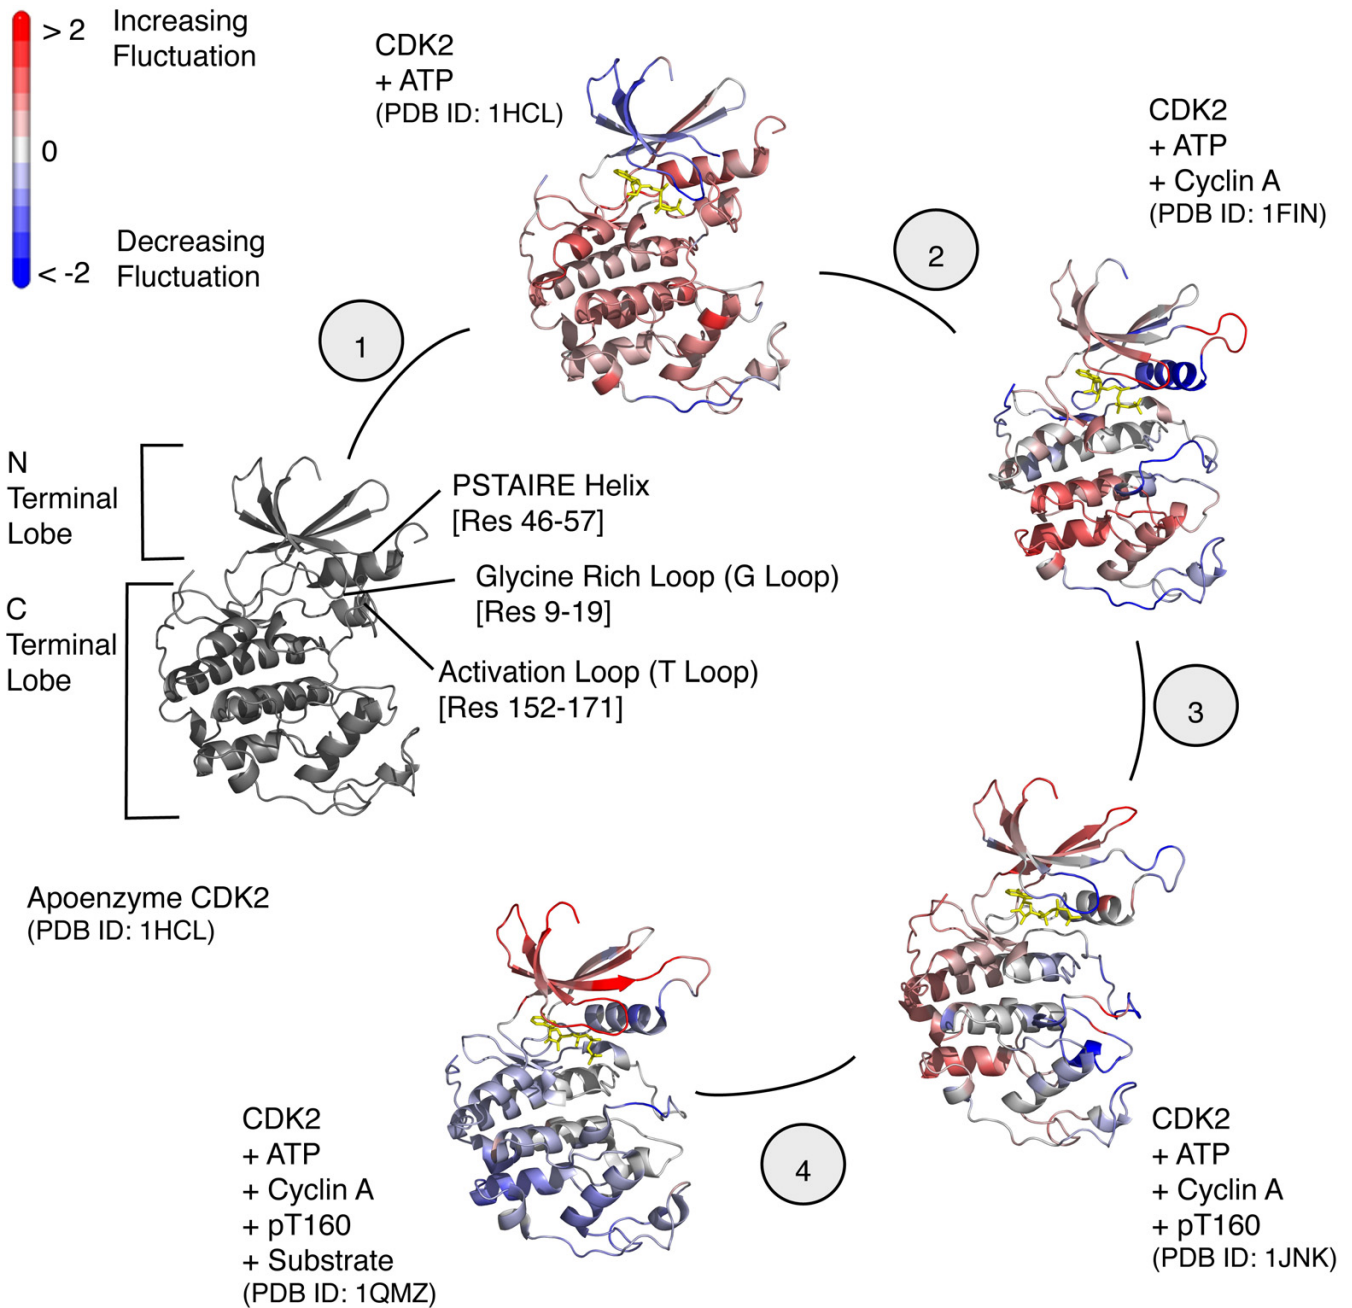 > 2
Increasing
Fluctuation
0
Decreasing
Fluctuation
< -2
CDK2
+ ATP
(PDB ID: 1HCL)
CDK2
+ ATP
+ Cyclin A
(PDB ID: 1FIN)
2
1
N
Terminal
Lobe
PSTAIRE Helix
[Res 46-57]
Glycine Rich Loop (G Loop)
[Res 9-19]
C
Terminal
Lobe
Activation Loop (T Loop)
[Res 152-171]
3
Apoenzyme CDK2
(PDB ID: 1HCL)
CDK2
+ ATP
+ Cyclin A
+ pT160
+ Substrate
(PDB ID: 1QMZ)
4
CDK2
+ ATP
+ Cyclin A
+ pT160
(PDB ID: 1JNK)